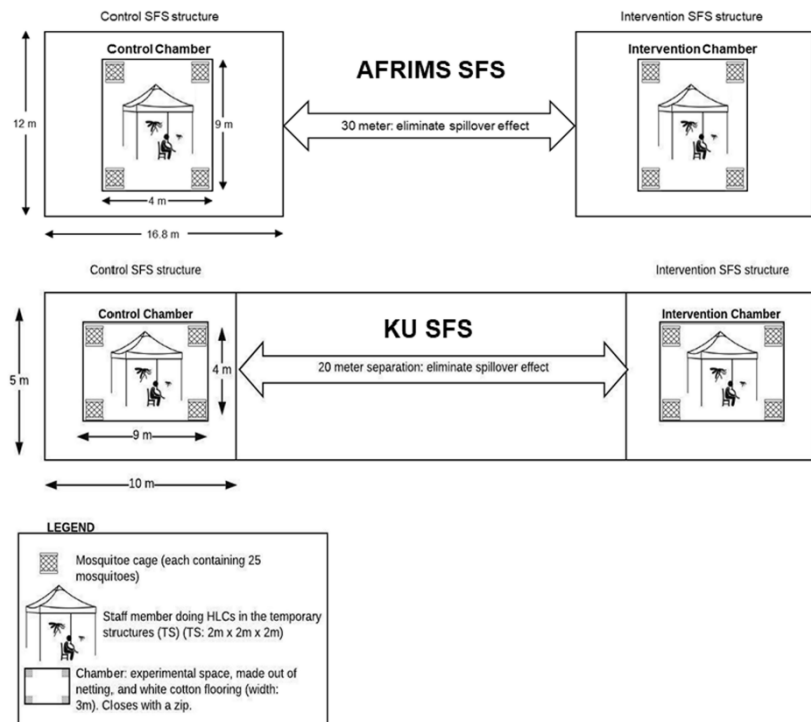 Control SFS structure
Intervention SFS structure
Control Chamber
Intervention Chamber
AFRIMS SFS
12 m
9 m
30 meter: eliminate spillover effect
4 m
16.8 m
Control SFS structure
Intervention SFS structure
Control Chamber
KU SFS
Intervention Chamber
5 m
4 m
20 meter separation: eliminate spillover effect
9 m
10 m
LEGEND
Mosquitoe cage (each containing 25
mosquitoes)
Staff member doing HLCs in the temporary
structures (TS) (TS: 2m x 2m x 2m)
Chamber: experimental space, made out of
netting, and white cotton flooring (width:
3m). Closes with a zip.